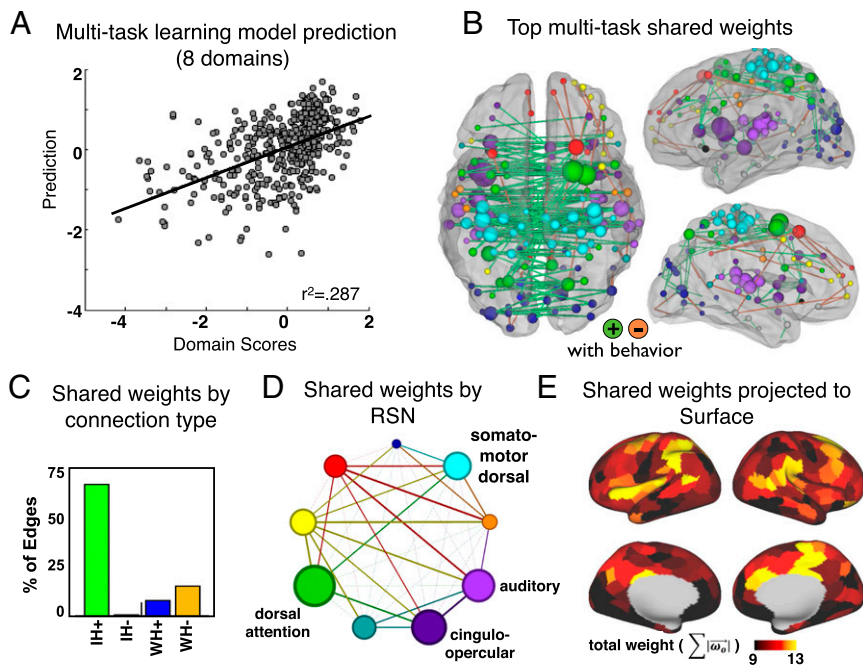 A
Multi-task learning model prediction
(8 domains)
2
0
-2
-4
Prediction
-4
-2
0
2
Domain Scores
r²=.287
B
Top multi-task shared weights
+ -
with behavior
C
Shared weights by
connection type
75
50
25
0
% of Edges
IH+
IH-
WH+
WH-
D
Shared weights by
RSN
somato-
motor
dorsal
auditory
cingulo-
opercular
dorsal
attention
E
Shared weights projected to
Surface
total weight ( ∑|ω₀| )
9
13